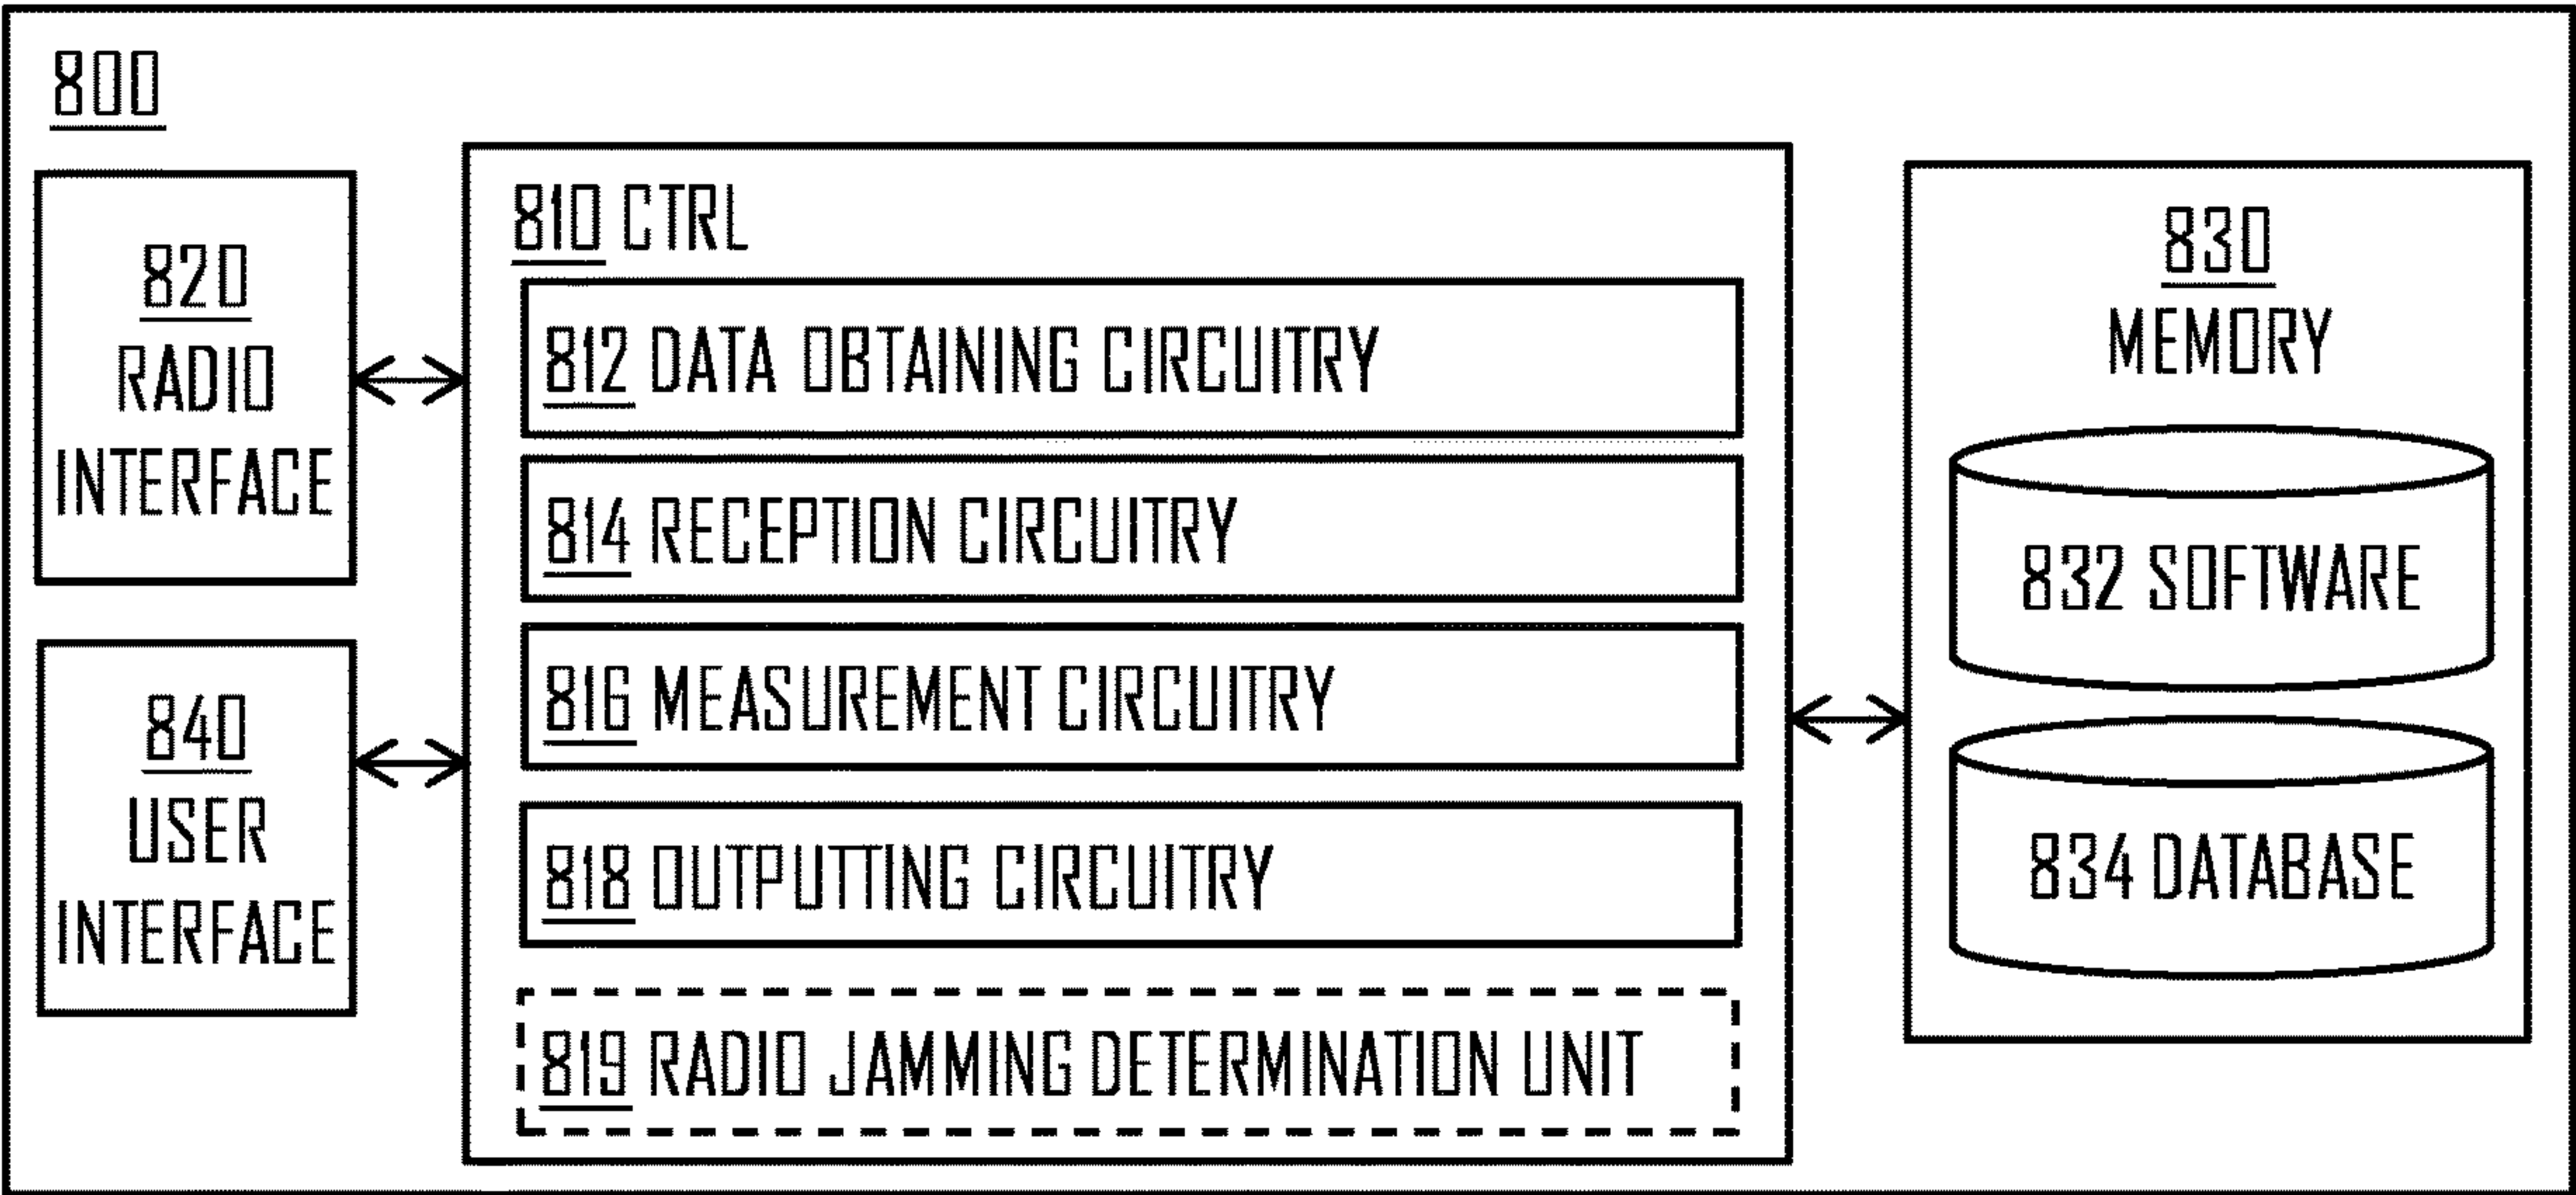 800
820
RADIO
INTERFACE
840
USER
INTERFACE
810 CTRL
812 DATA OBTAINING CIRCUITRY
814 RECEPTION CIRCUITRY
816 MEASUREMENT CIRCUITRY
818 OUTPUTTING CIRCUITRY
819 RADIO JAMMING DETERMINATION UNIT
830
MEMORY
832 SOFTWARE
834 DATABASE